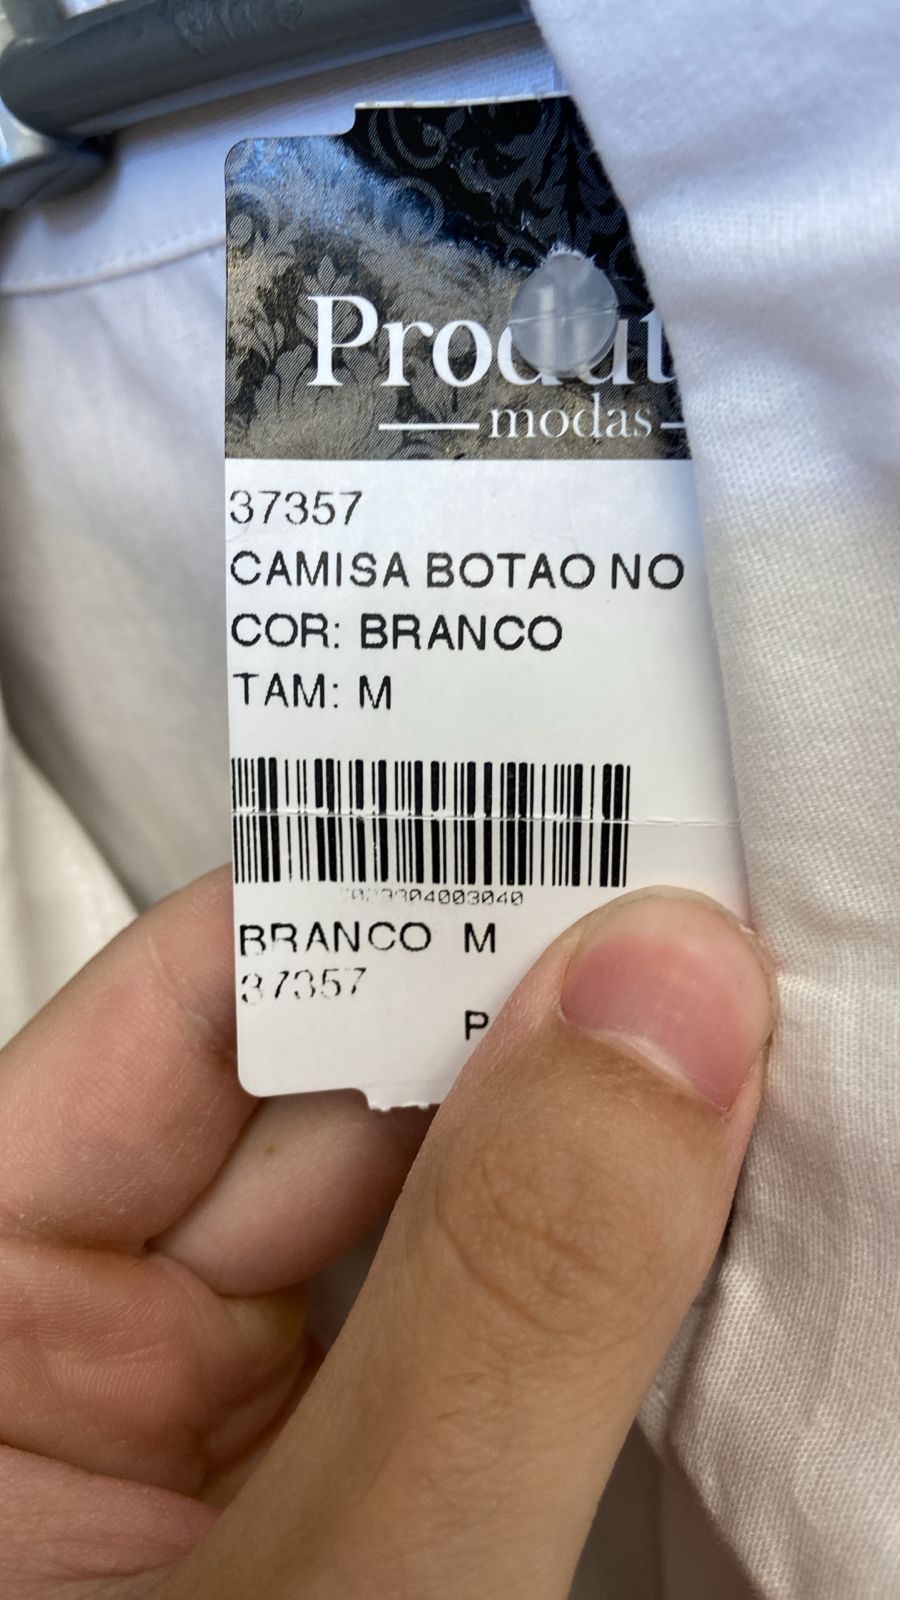 modas
37357
CAMISA BOTAO NO
COR: BRANCO
TAM: M
BRANCO M
37357
P